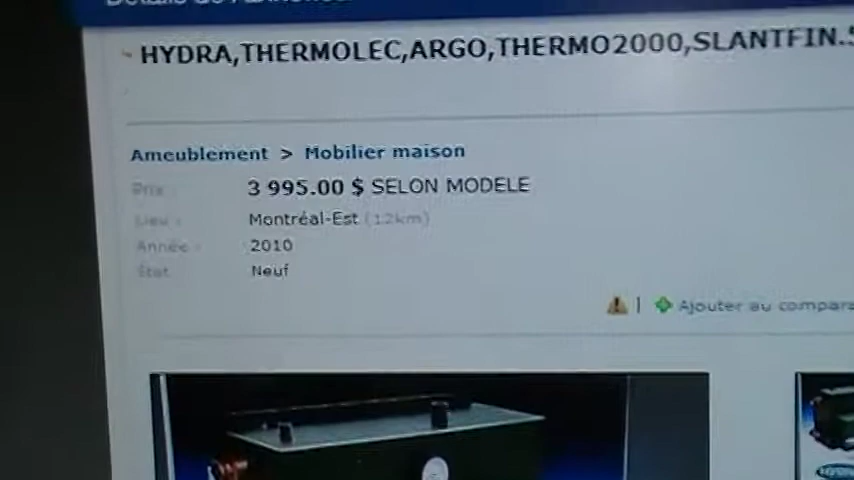 HYDRA,THERMOLEC,ARGO,THERMO2000,SLANTFIN.
Ameublement > Mobilier maison
Prix : 3 995.00 $ SELON MODELE
Lieu : Montréal-Est (12km)
Année : 2010
État Neuf
| Ajouter au compara